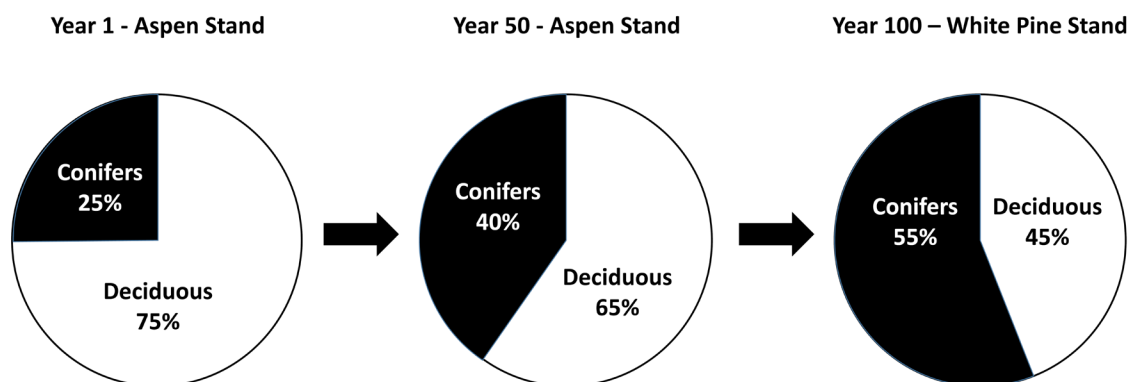 Year 1 - Aspen Stand
Conifers
25%
Deciduous
75%
Year 50 - Aspen Stand
Conifers
40%
Deciduous
65%
Year 100 – White Pine Stand
Conifers
55%
Deciduous
45%